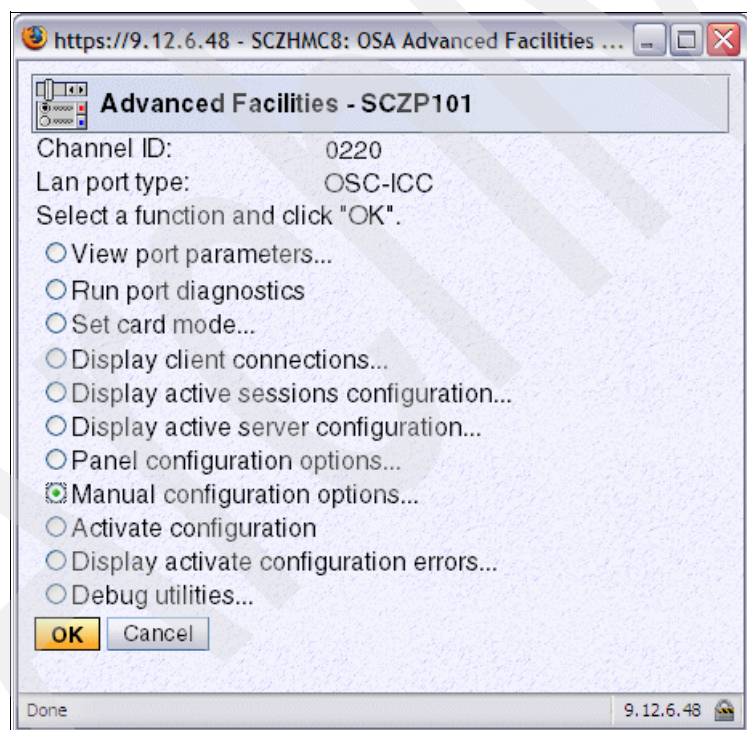 https://9.12.6.48 - SCZHMC8: OSA Advanced Facilities ...
Advanced Facilities - SCZP101
Channel ID: 0220
Lan port type: OSC-ICC
Select a function and click "OK".
View port parameters...
Run port diagnostics
Set card mode...
Display client connections...
Display active sessions configuration...
Display active server configuration...
Panel configuration options...
Manual configuration options...
Activate configuration
Display activate configuration errors...
Debug utilities...
OK Cancel
Done 9.12.6.48